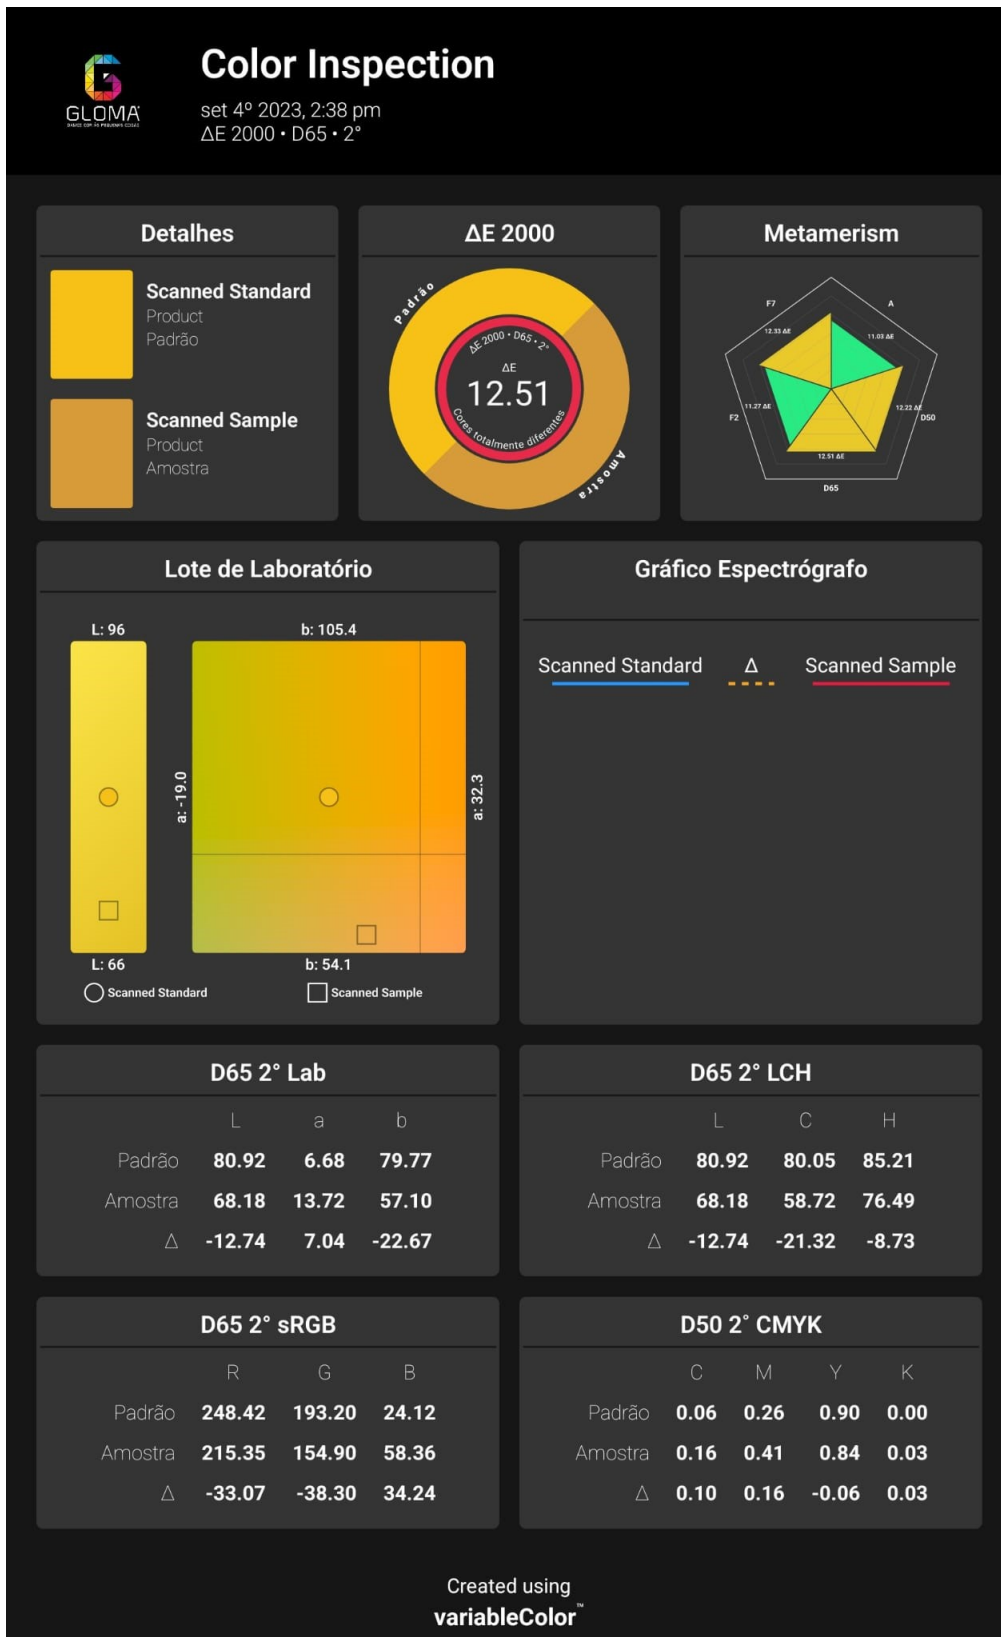 GLOMA
Color Inspection
set 4º 2023, 2:38 pm
ΔE 2000 • D65 • 2°
Detalhes
Scanned Standard
Product
Padrão
Scanned Sample
Product
Amostra
ΔE 2000
Padrão
ΔE 2000 • D65 • 2°
ΔE
12.51
Cores totalmente diferentes
Amostra
Metamerism
F7
A
12.33 ΔE
11.03 ΔE
F2
11.27 ΔE
12.22 ΔE
D50
12.51 ΔE
D65
Lote de Laboratório
L: 96
b: 105.4
a: -19.0
a: 32.3
L: 66
b: 54.1
Scanned Standard
Scanned Sample
Gráfico Espectrógrafo
Scanned Standard Δ Scanned Sample
D65 2° Lab
L a b
Padrão 80.92 6.68 79.77
Amostra 68.18 13.72 57.10
Δ -12.74 7.04 -22.67
D65 2° LCH
L C H
Padrão 80.92 80.05 85.21
Amostra 68.18 58.72 76.49
Δ -12.74 -21.32 -8.73
D65 2° sRGB
R G B
Padrão 248.42 193.20 24.12
Amostra 215.35 154.90 58.36
Δ -33.07 -38.30 34.24
D50 2° CMYK
C M Y K
Padrão 0.06 0.26 0.90 0.00
Amostra 0.16 0.41 0.84 0.03
Δ 0.10 0.16 -0.06 0.03
Created using
variableColor™